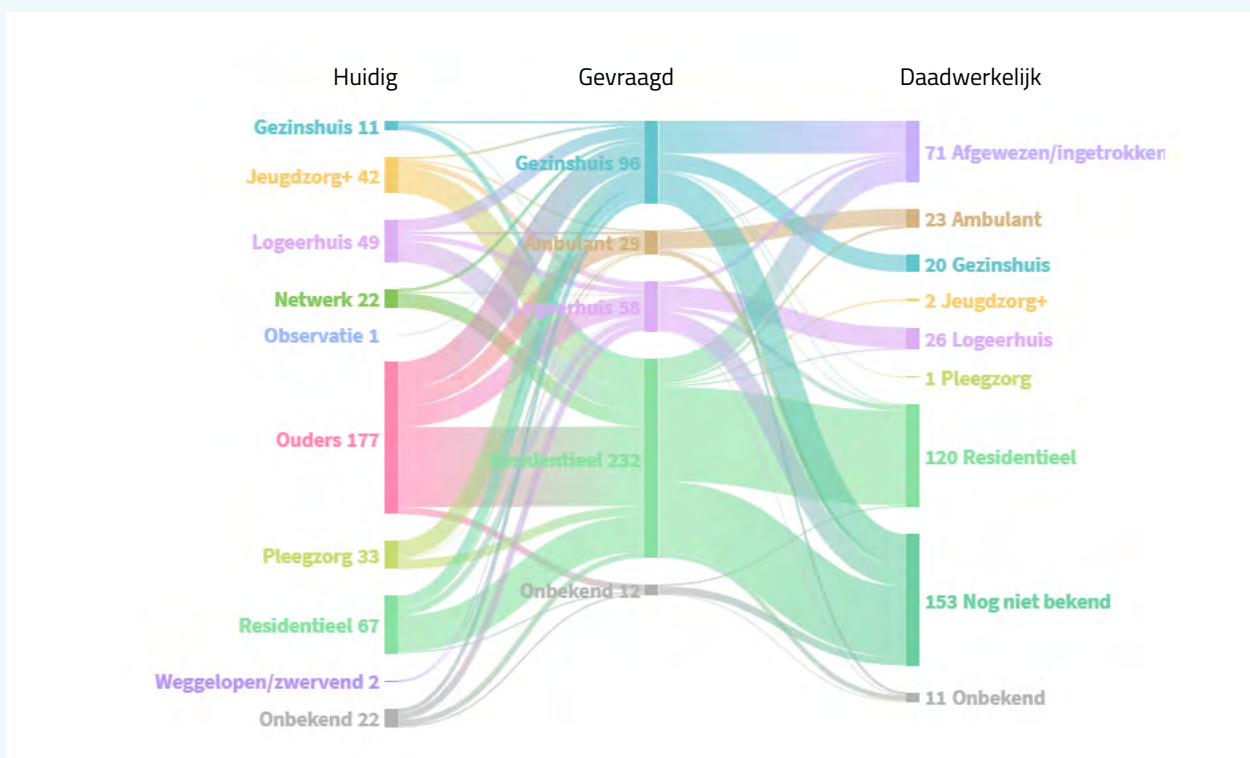 Huidig
Gevraagd
Daadwerkelijk
Gezinshuis 11
Jeugdzorg+ 42
Logeerhuis 49
Netwerk 22
Observatie 1
Ouders 177
Pleegzorg 33
Residentieel 67
Weggelopen/zwervend 2
Onbekend 22
Gezinshuis 96
Ambulant 29
Logeerhuis 58
Residentieel 232
Onbekend 12
71 Afgewezen/ingetrokken
23 Ambulant
20 Gezinshuis
2 Jeugdzorg+
26 Logeerhuis
1 Pleegzorg
120 Residentieel
153 Nog niet bekend
11 Onbekend